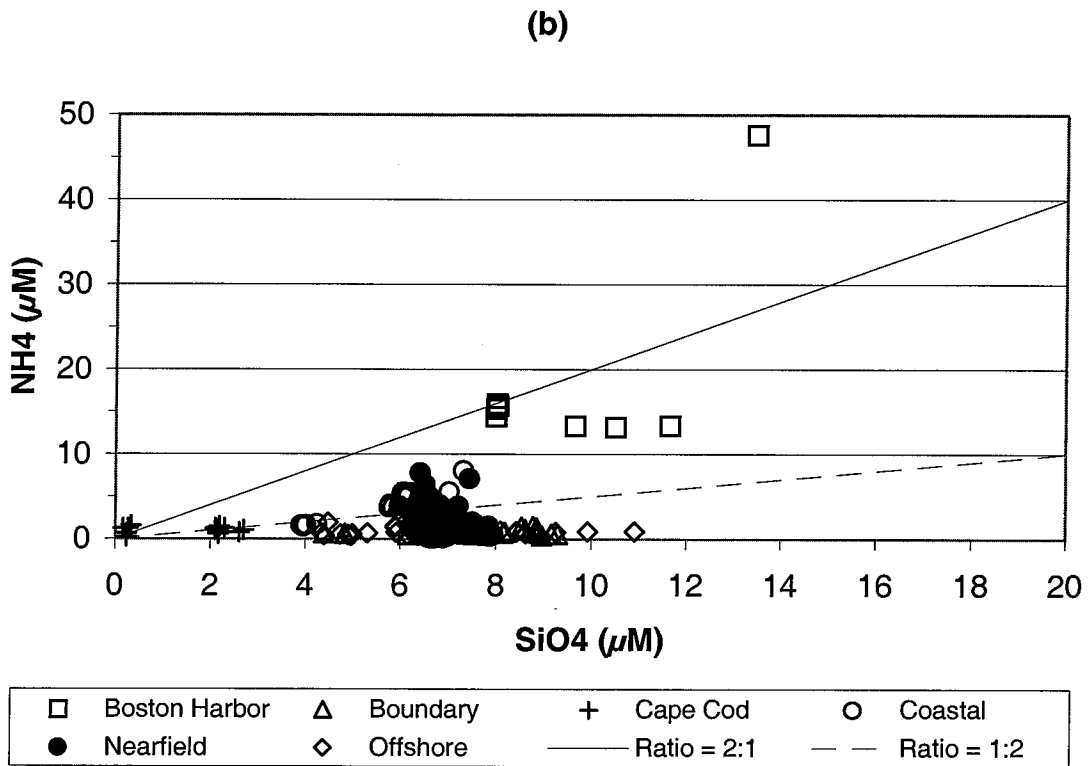 (b)
50
40
30
20
10
0
NH4 (µM)
0 2 4 6 8 10 12 14 16 18 20
SiO4 (µM)
Boston Harbor Boundary Cape Cod Coastal
Nearfield Offshore Ratio = 2:1 Ratio = 1:2